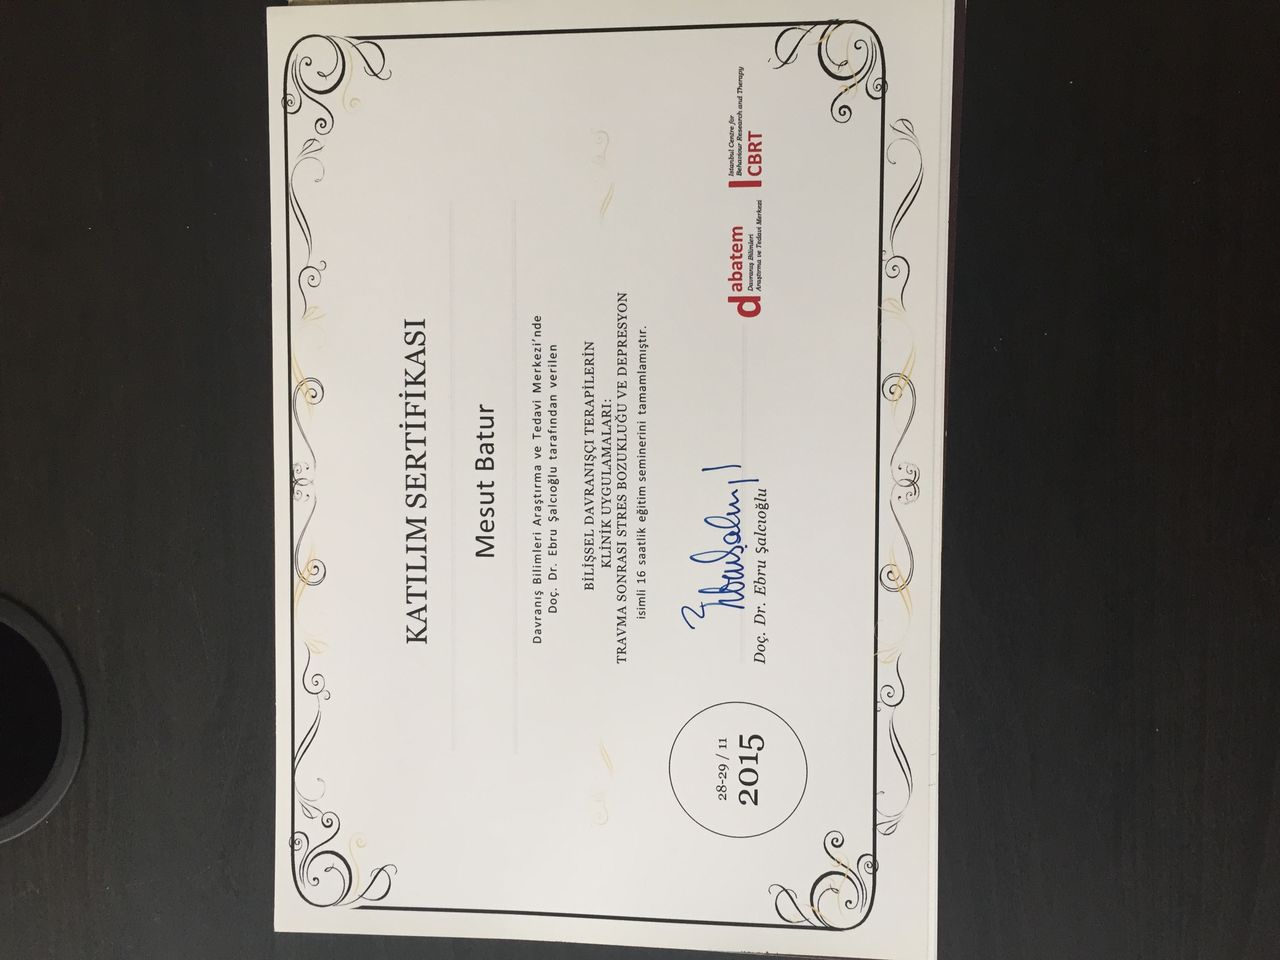 KATILIM SERTİFİKASI
Mesut Batur
Davranış Bilimleri Araştırma ve Tedavi Merkezi’nde
Doç. Dr. Ebru Şalcıoğlu tarafından verilen
BİLİŞSEL DAVRANIŞÇI TERAPİLERİN
KLİNİK UYGULAMALARI:
TRAVMA SONRASI STRES BOZUKLUĞU VE DEPRESYON
isimli 16 saatlik eğitim seminerini tamamlamıştır.
28-29 / 11
2015
Doç. Dr. Ebru Şalcıoğlu
dabatem
Davranış Bilimleri
Araştırma ve Tedavi Merkezi
Istanbul Centre for
Behaviour Research and Therapy
ICBRT